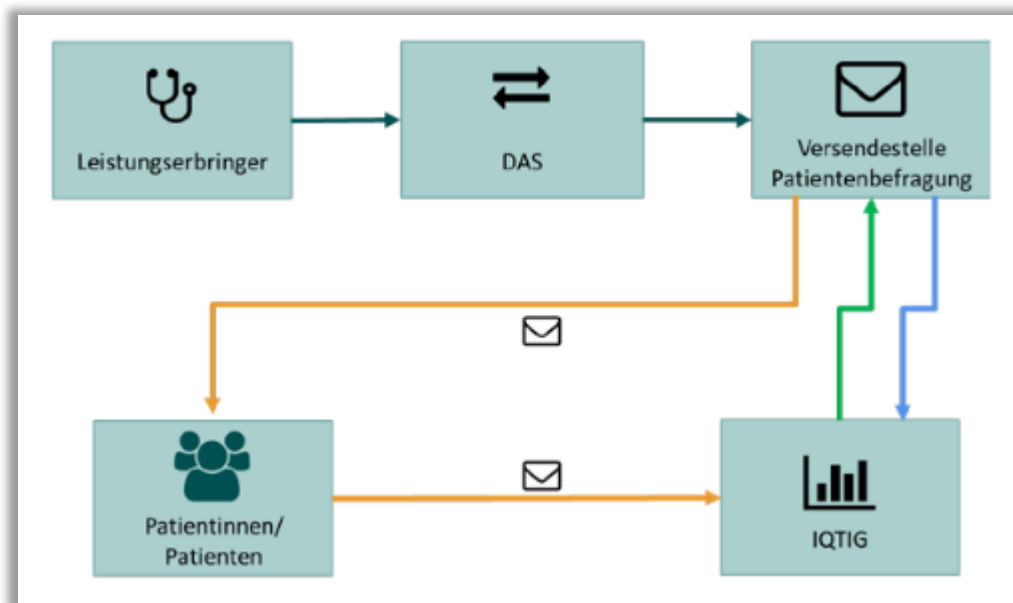 Leistungserbringer
DAS
Versendestelle
Patientenbefragung
Patientinnen/
Patienten
IQTIG